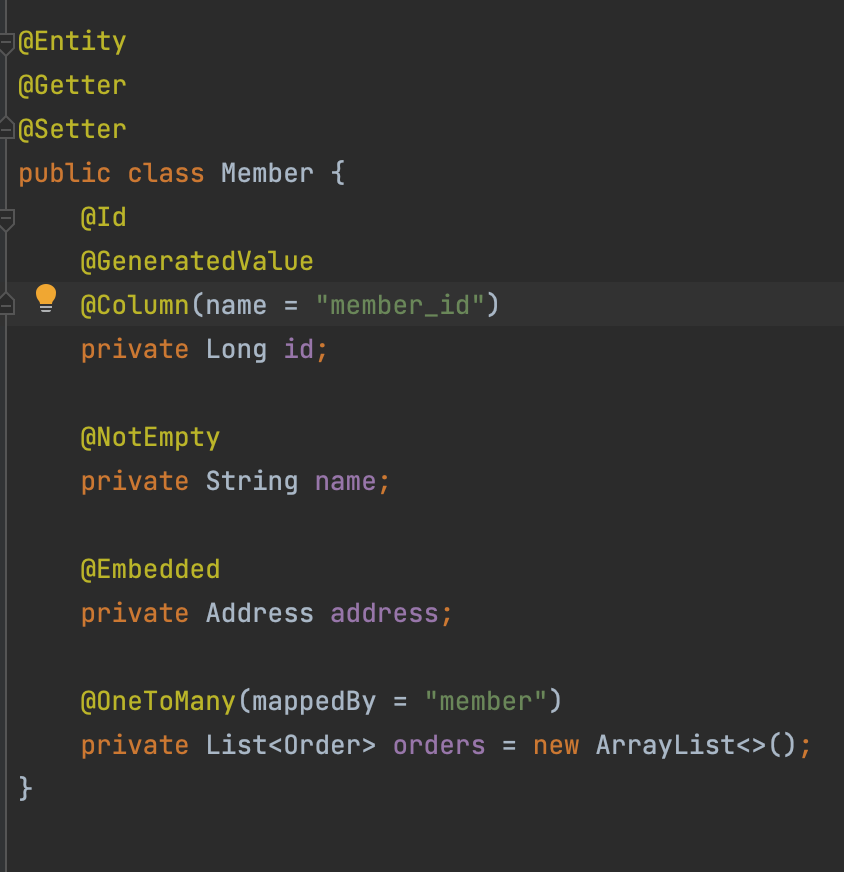 @Entity
@Getter
@Setter
public class Member {
    @Id
    @GeneratedValue
    @Column(name = "member_id")
    private Long id;

    @NotEmpty
    private String name;

    @Embedded
    private Address address;

    @OneToMany(mappedBy = "member")
    private List<Order> orders = new ArrayList<>();
}